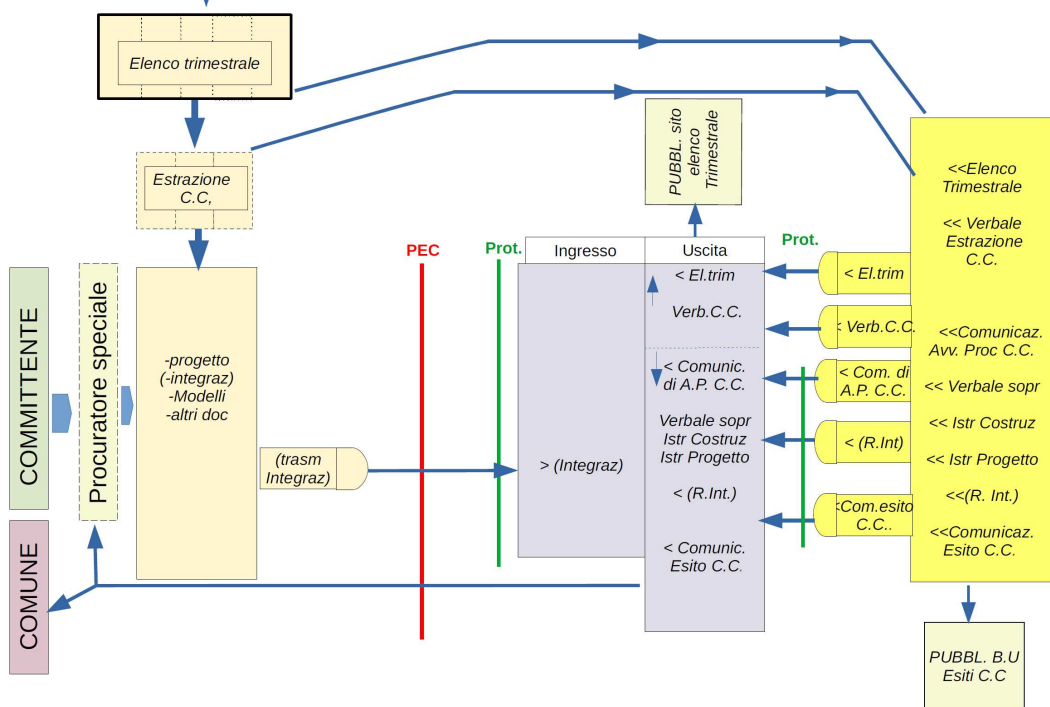 Elenco trimestrale
Estrazione
C.C,
COMMITTENTE
COMUNE
Procuratore speciale
-progetto
(-integraz)
-Modelli
-altri doc
(trasm
Integraz)
PEC
Prot.
PUBBL. sito
elenco
Trimestrale
Ingresso
> (Integraz)
Uscita
< El.trim
Verb.C.C.
< Comunic.
di A.P. C.C.
Verbale sopr
Istr Costruz
Istr Progetto
< (R.Int.)
< Comunic.
Esito C.C.
Prot.
< El.trim
< Verb.C.C.
< Com. di
A.P. C.C.
< (R.Int)
<Com.esito
C.C..
<<Elenco
Trimestrale
<< Verbale
Estrazione
C.C.
<<Comunicaz.
Avv. Proc C.C.
<< Verbale sopr
<< Istr Costruz
<< Istr Progetto
<<(R. Int.)
<<Comunicaz.
Esito C.C.
PUBBL. B.U
Esiti C.C